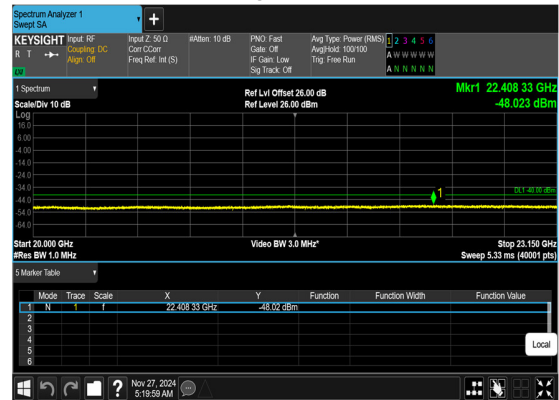 Spectrum Analyzer 1
Swept SA
KEYSIGHT Input: RF Input Z: 50 Ω #Atten: 10 dB PNO: Fast Avg Type: Power (RMS) 1 2 3 4 5 6
R T Coupling: DC Corr CCorr Gate: Off Avg|Hold: 100/100 A W W W W W
Align: Off Freq Ref: Int (S) IF Gain: Low Trig: Free Run
LXI Sig Track: Off A N N N N N
1 Spectrum
Scale/Div 10 dB
Ref Lvl Offset 26.00 dB
Ref Level 26.00 dBm
Mkr1 22.408 33 GHz
-48.023 dBm
Log
16.0
6.00
-4.00
-14.0
-24.0
-34.0
DL1 -40.00 dBm
1
-44.0
-54.0
-64.0
Start 20.000 GHz Video BW 3.0 MHz* Stop 23.150 GHz
#Res BW 1.0 MHz Sweep 5.33 ms (40001 pts)
5 Marker Table
Mode Trace Scale X Y Function Function Width Function Value
1 N 1 f 22.408 33 GHz -48.02 dBm
2
3
4
5
6
Local
?
Nov 27, 2024
5:19:59 AM